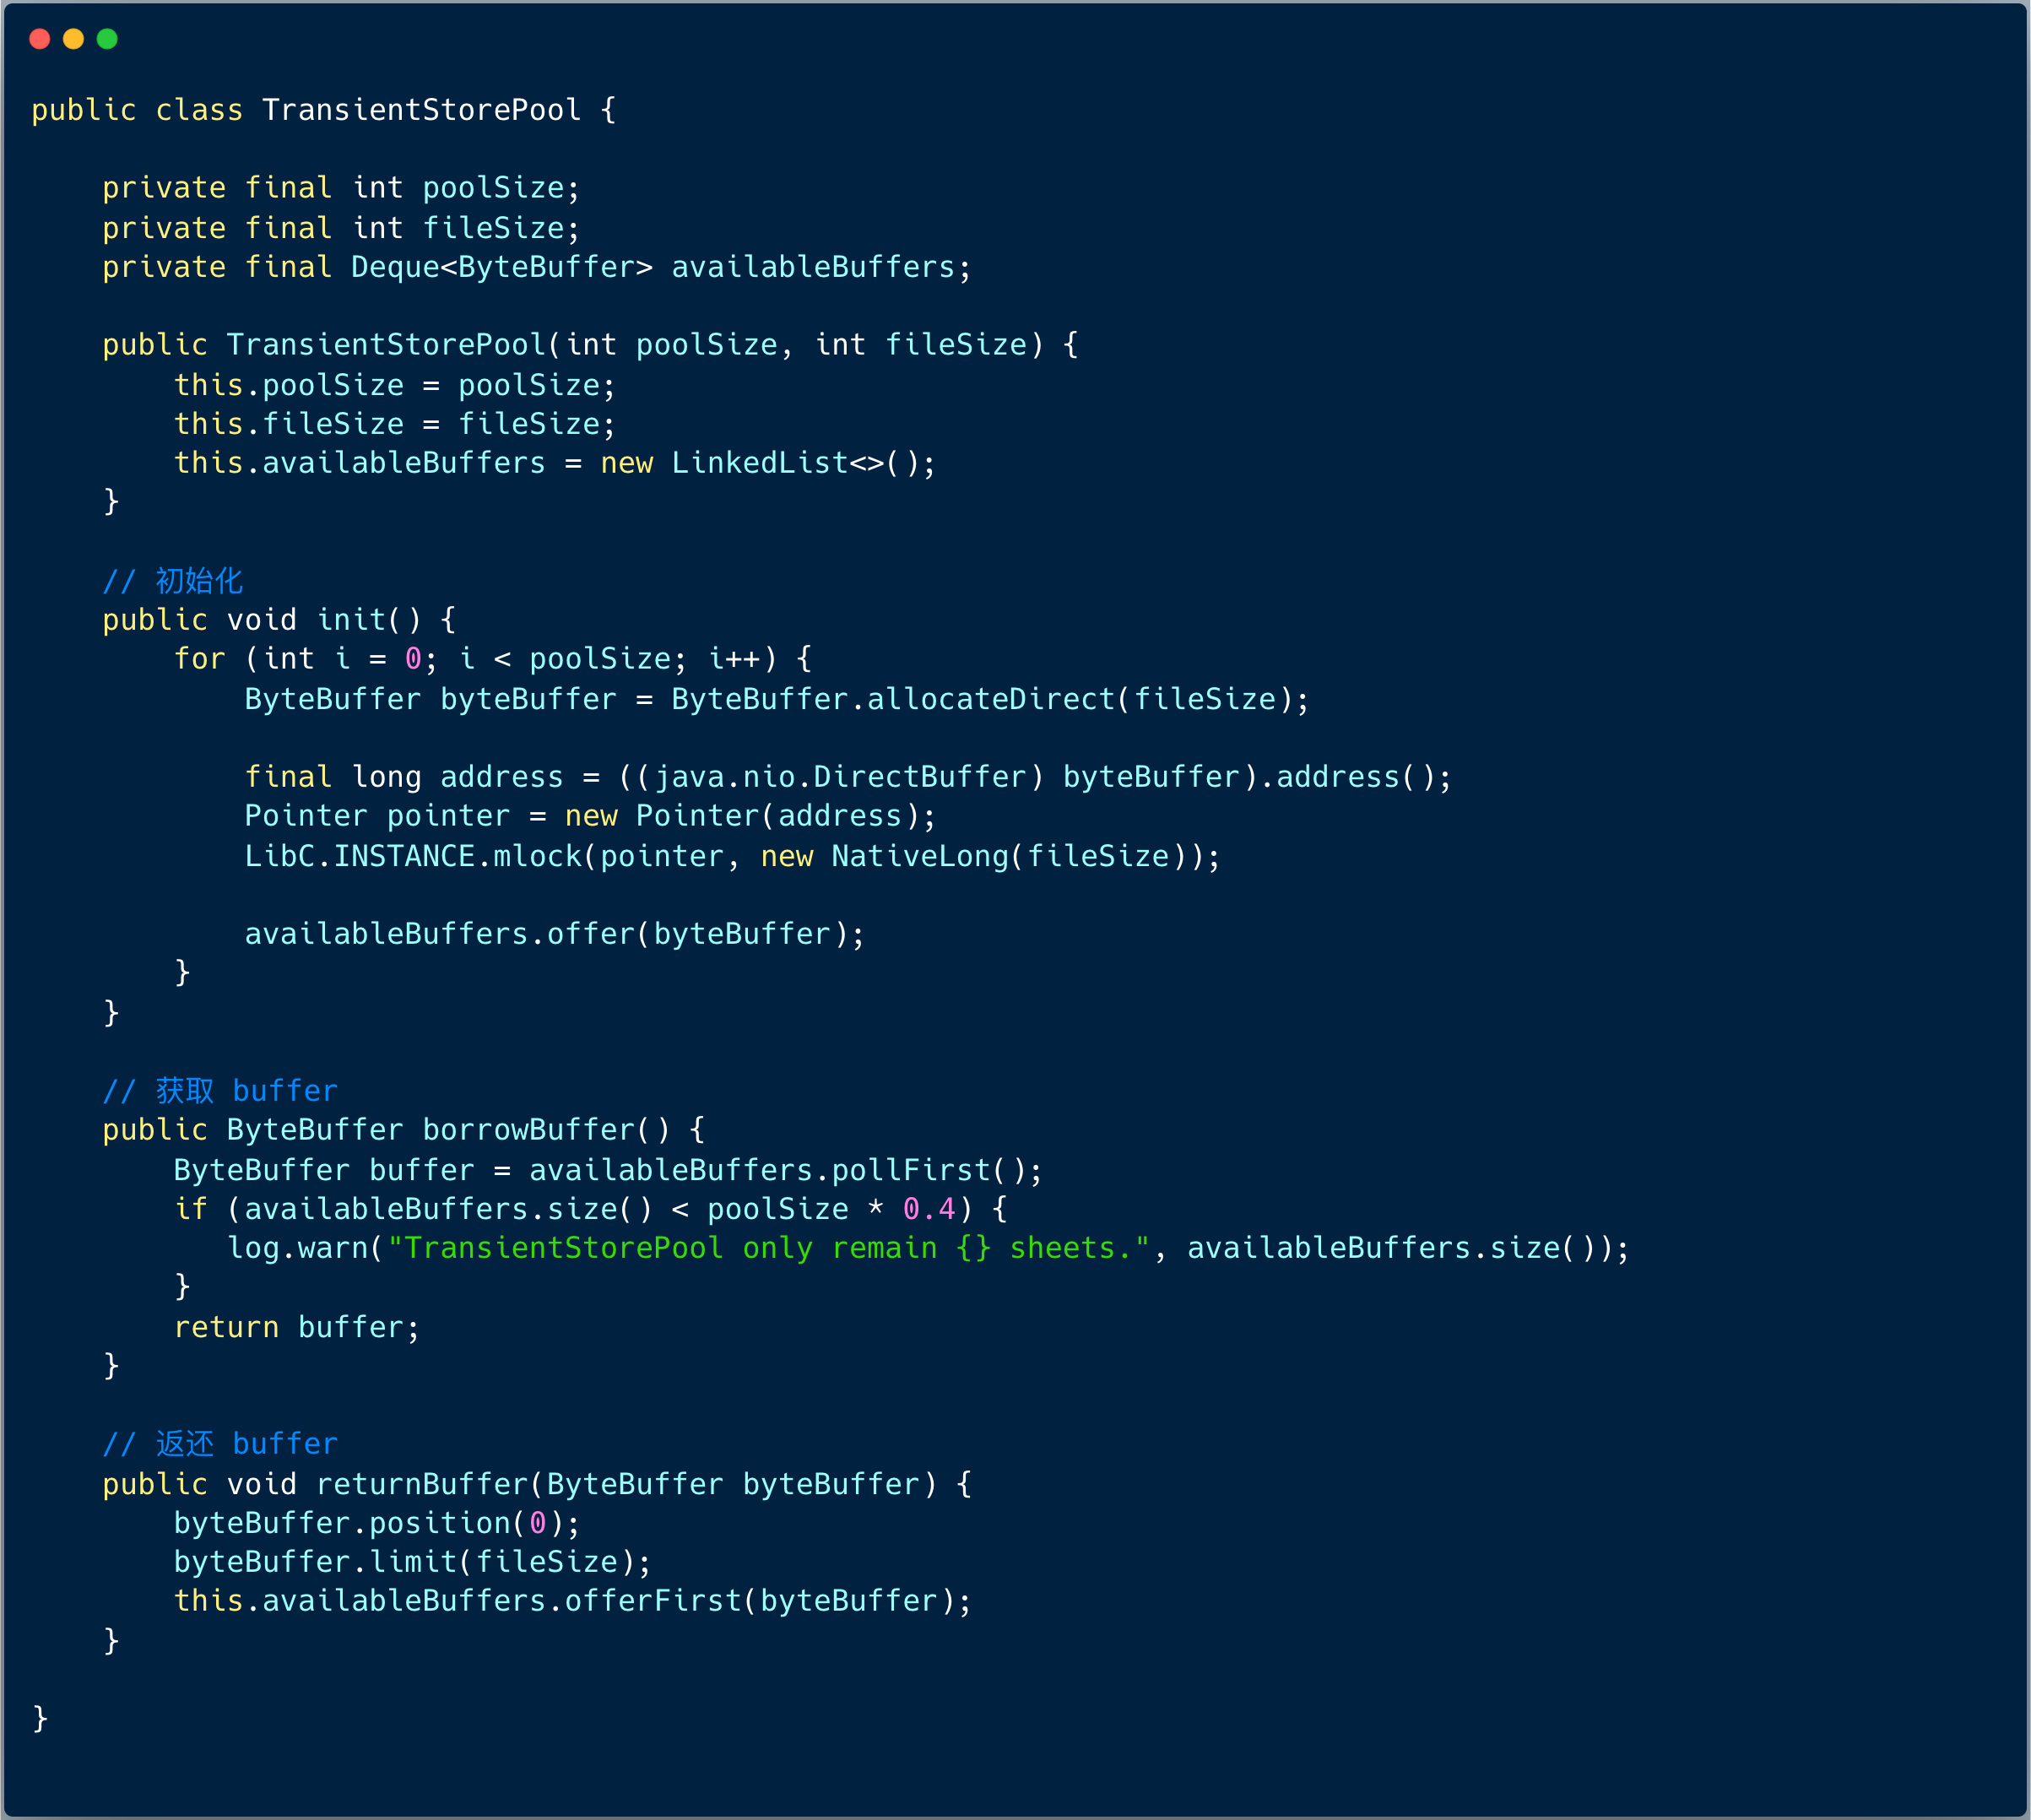 public class TransientStorePool {
    private final int poolSize;
    private final int fileSize;
    private final Deque<ByteBuffer> availableBuffers;
    public TransientStorePool(int poolSize, int fileSize) {
        this.poolSize = poolSize;
        this.fileSize = fileSize;
        this.availableBuffers = new LinkedList<>();
    }
    // 初始化
    public void init() {
        for (int i = 0; i < poolSize; i++) {
            ByteBuffer byteBuffer = ByteBuffer.allocateDirect(fileSize);
            final long address = ((java.nio.DirectBuffer) byteBuffer).address();
            Pointer pointer = new Pointer(address);
            LibC.INSTANCE.mlock(pointer, new NativeLong(fileSize));
            availableBuffers.offer(byteBuffer);
        }
    }
    // 获取 buffer
    public ByteBuffer borrowBuffer() {
        ByteBuffer buffer = availableBuffers.pollFirst();
        if (availableBuffers.size() < poolSize * 0.4) {
           log.warn("TransientStorePool only remain {} sheets.", availableBuffers.size());
        }
        return buffer;
    }
    // 返还 buffer
    public void returnBuffer(ByteBuffer byteBuffer) {
        byteBuffer.position(0);
        byteBuffer.limit(fileSize);
        this.availableBuffers.offerFirst(byteBuffer);
    }
}